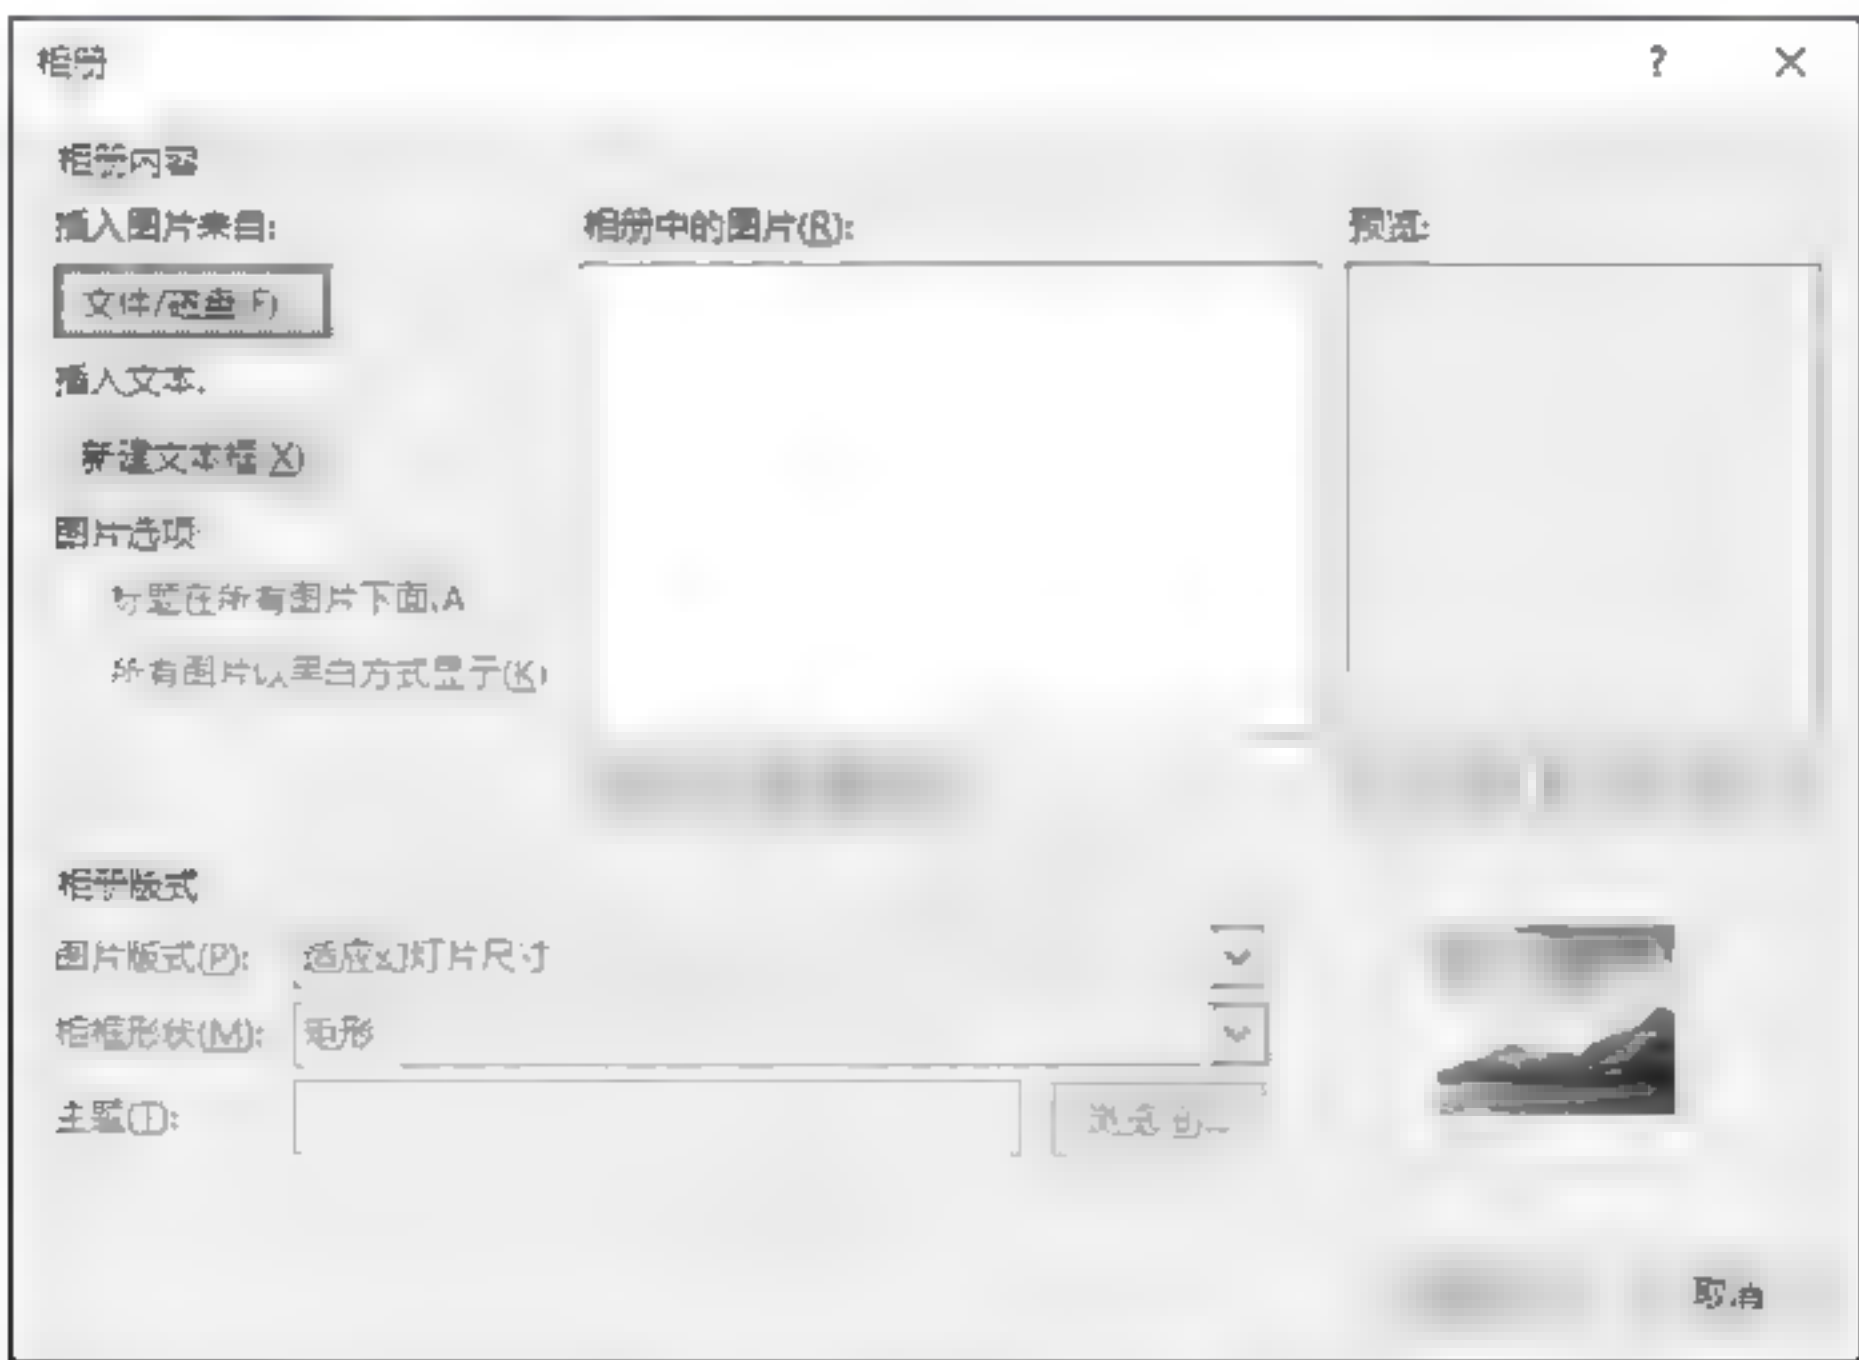 相册 ?
相册内容
插入图片来自:
相册中的图片(R):
预览:
文件/磁盘(F)
插入文本:
新建文本框(X)
图片选项:
标题在所有图片下面(A)
所有图片以黑白方式显示(K)
相册版式
图片版式(P): 适应幻灯片尺寸
相框形状(M): 矩形
主题(T): 浏览(B)...
取消